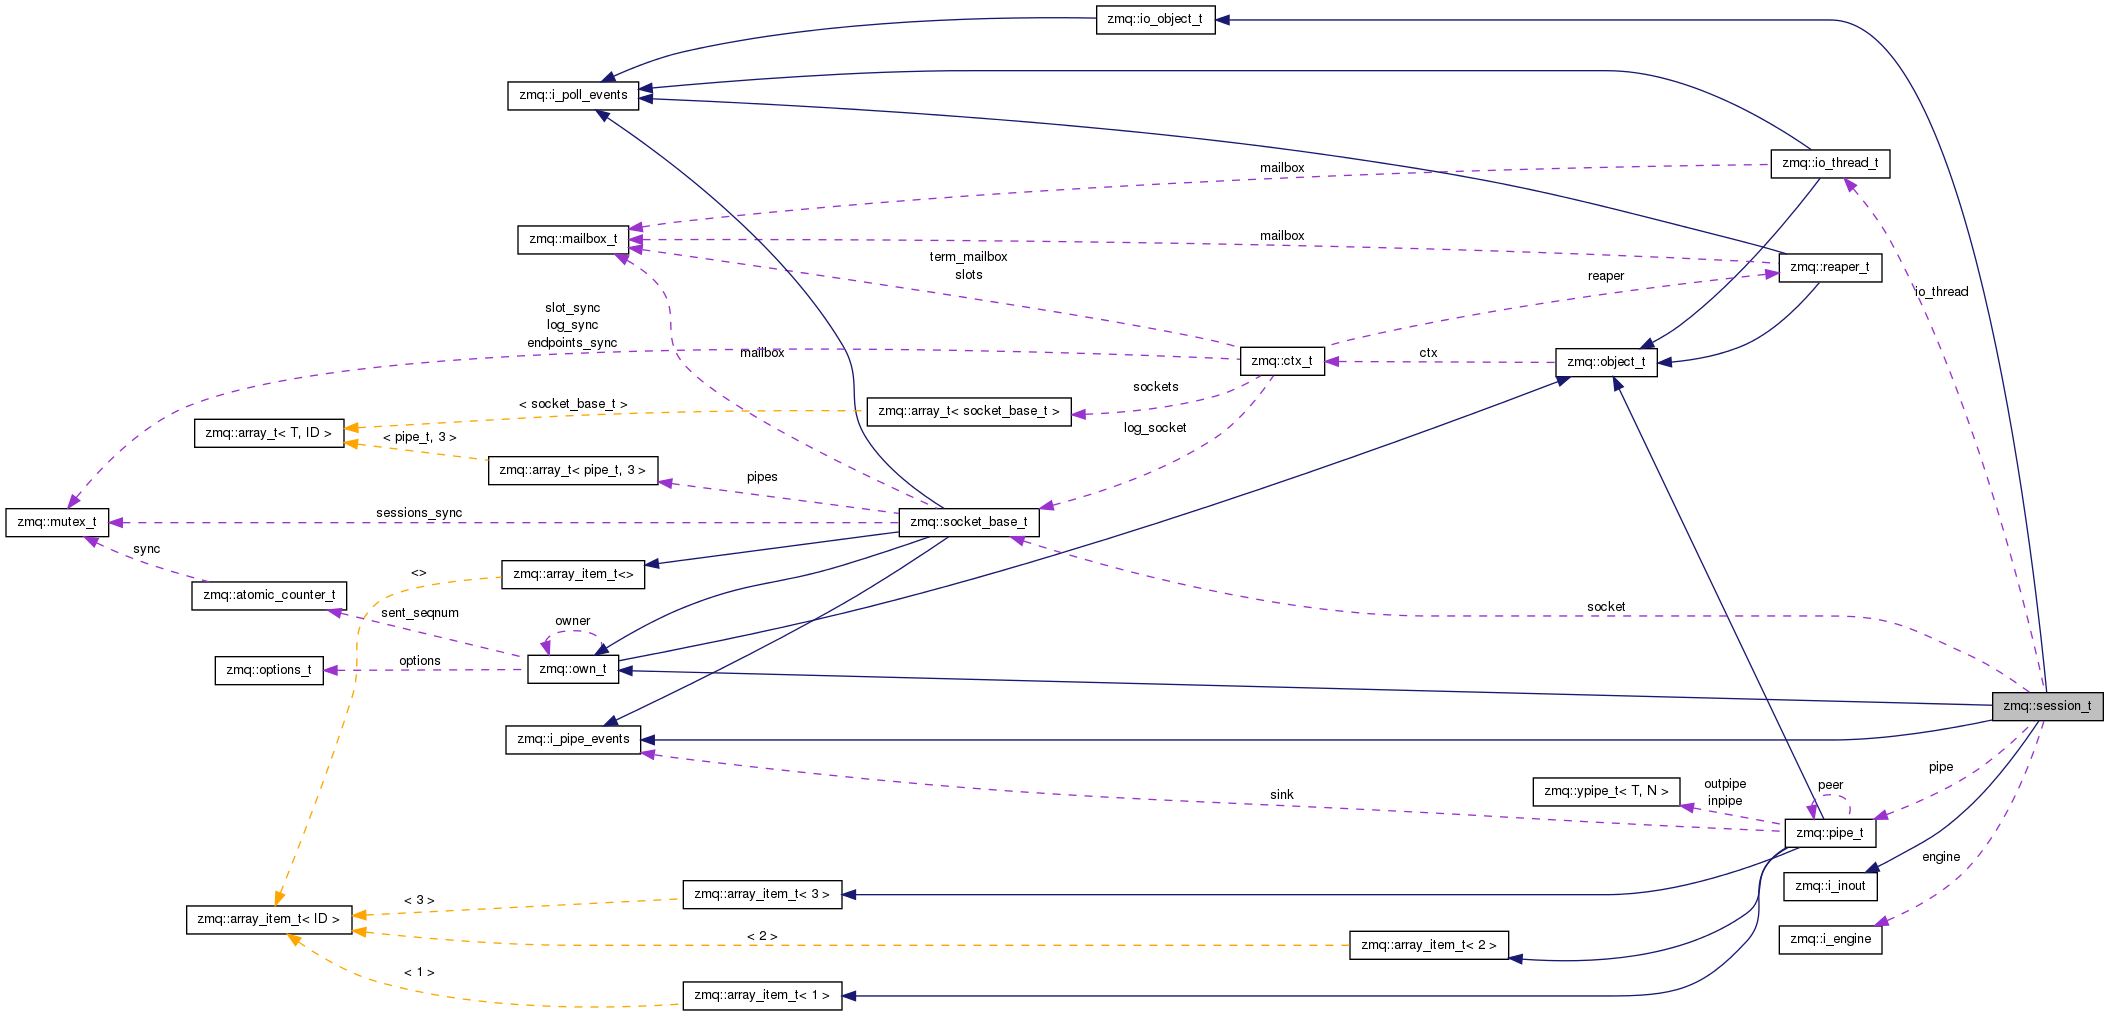 zmq::io_object_t
zmq::i_poll_events
zmq::io_thread_t
mailbox
zmq::mailbox_t
mailbox
term_mailbox
slots
zmq::reaper_t
reaper
io_thread
slot_sync
log_sync
endpoints_sync
mailbox
ctx
zmq::ctx_t
zmq::object_t
sockets
< socket_base_t >
zmq::array_t< socket_base_t >
log_socket
zmq::array_t< T, ID >
< pipe_t, 3 >
zmq::array_t< pipe_t, 3 >
pipes
sessions_sync
zmq::mutex_t
zmq::socket_base_t
sync
<>
zmq::array_item_t<>
zmq::atomic_counter_t
sent_seqnum
owner
socket
options
zmq::options_t
zmq::own_t
zmq::session_t
zmq::i_pipe_events
pipe
sink
zmq::ypipe_t< T, N >
outpipe
inpipe
peer
zmq::pipe_t
engine
zmq::i_inout
< 3 >
zmq::array_item_t< 3 >
zmq::array_item_t< ID >
< 2 >
zmq::array_item_t< 2 >
zmq::i_engine
< 1 >
zmq::array_item_t< 1 >